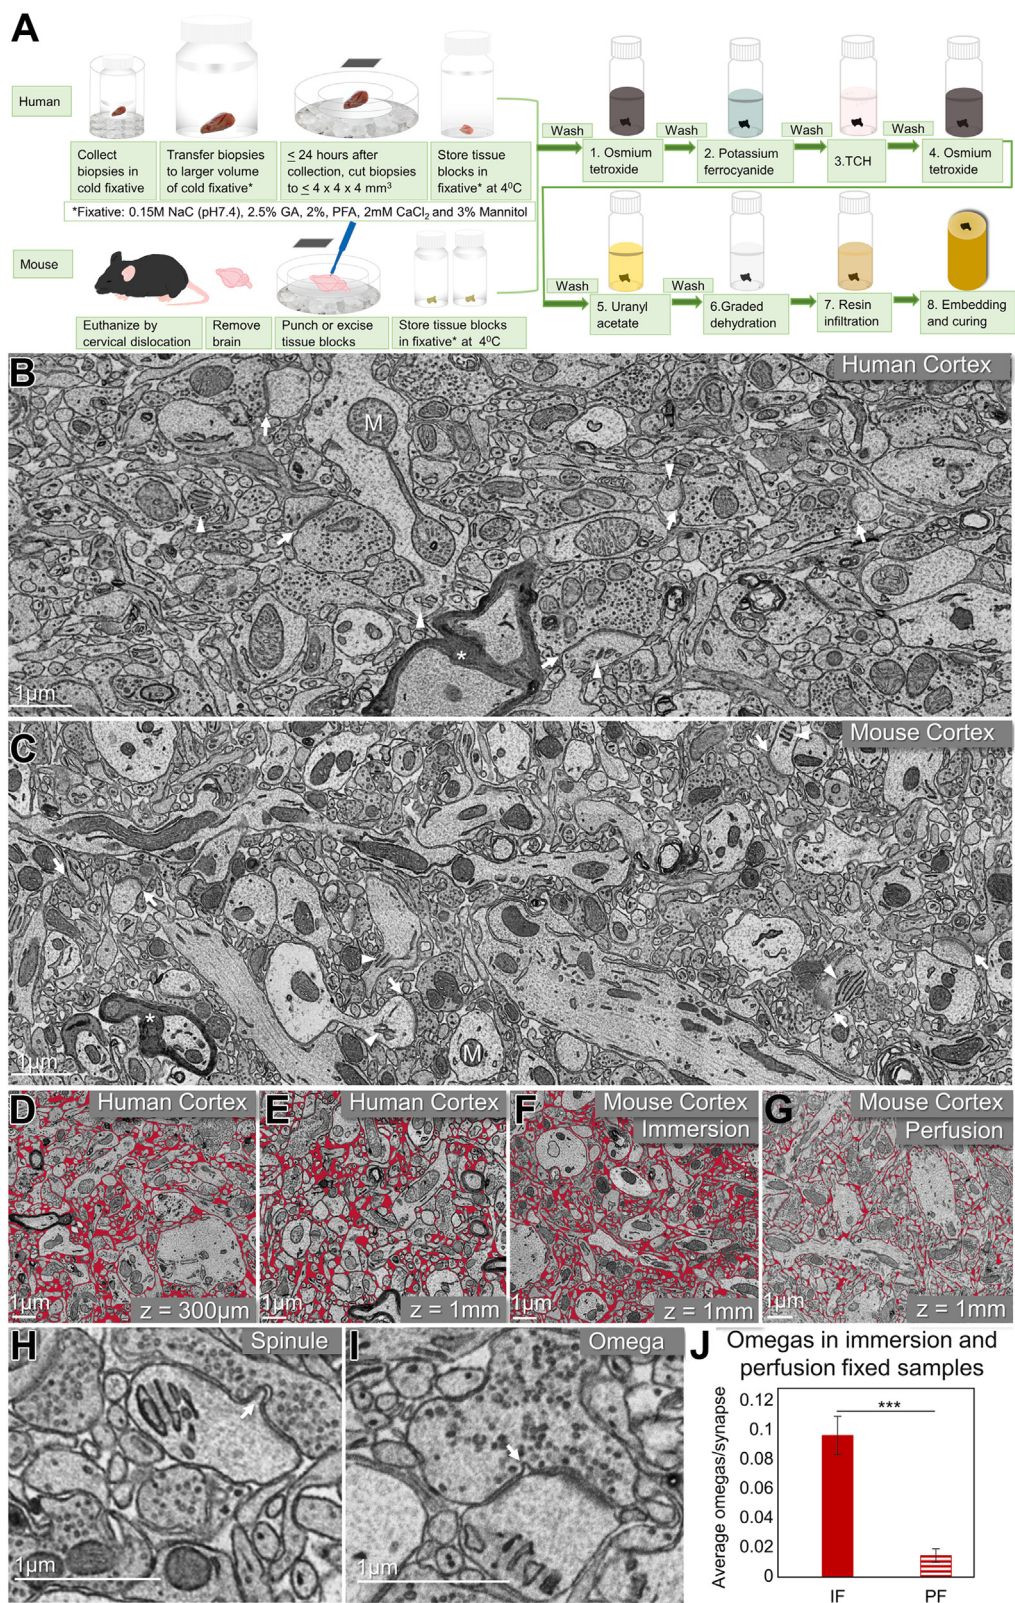 A
Human
Collect
biopsies in
cold fixative
Transfer biopsies
to larger volume
of cold fixative*
≤ 24 hours after
collection, cut biopsies
to ≤ 4 x 4 x 4 mm³
Store tissue
blocks in
fixative* at 4⁰C
*Fixative: 0.15M NaC (pH7.4), 2.5% GA, 2%, PFA, 2mM CaCl₂ and 3% Mannitol
Mouse
Euthanize by
cervical dislocation
Remove
brain
Punch or excise
tissue blocks
Store tissue blocks
in fixative* at 4⁰C
Wash
1. Osmium
tetroxide
Wash
2. Potassium
ferrocyanide
Wash
3.TCH
Wash
4. Osmium
tetroxide
5. Uranyl
acetate
Wash
Wash
6.Graded
dehydration
7. Resin
infiltration
8. Embedding
and curing
B
Human Cortex
M
*
1µm
C
Mouse Cortex
*
M
1µm
D
Human Cortex
1µm
z = 300µm
E
Human Cortex
1µm
z = 1mm
F
Mouse Cortex
Immersion
1µm
z = 1mm
G
Mouse Cortex
Perfusion
1µm
z = 1mm
H
Spinule
1µm
I
Omega
1µm
J
Omegas in immersion and
perfusion fixed samples
Average omegas/synapse
0.12
0.1
0.08
0.06
0.04
0.02
0
***
IF
PF